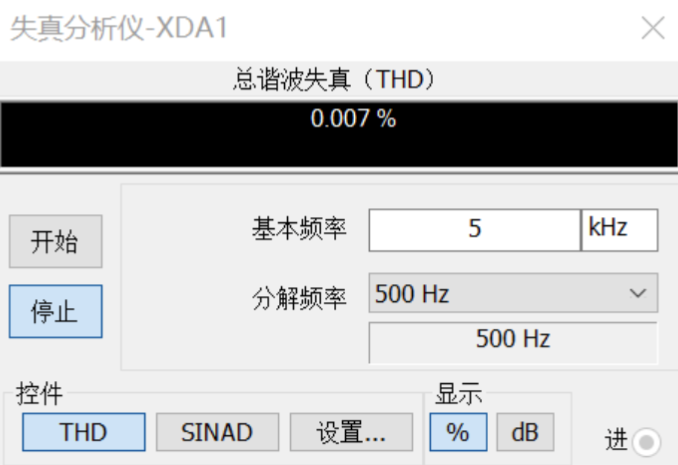 失真分析仪-XDA1
总谐波失真（THD）
0.007 %
开始
基本频率 5 kHz
停止
分解频率 500 Hz
500 Hz
控件 显示
THD SINAD 设置... % dB 进